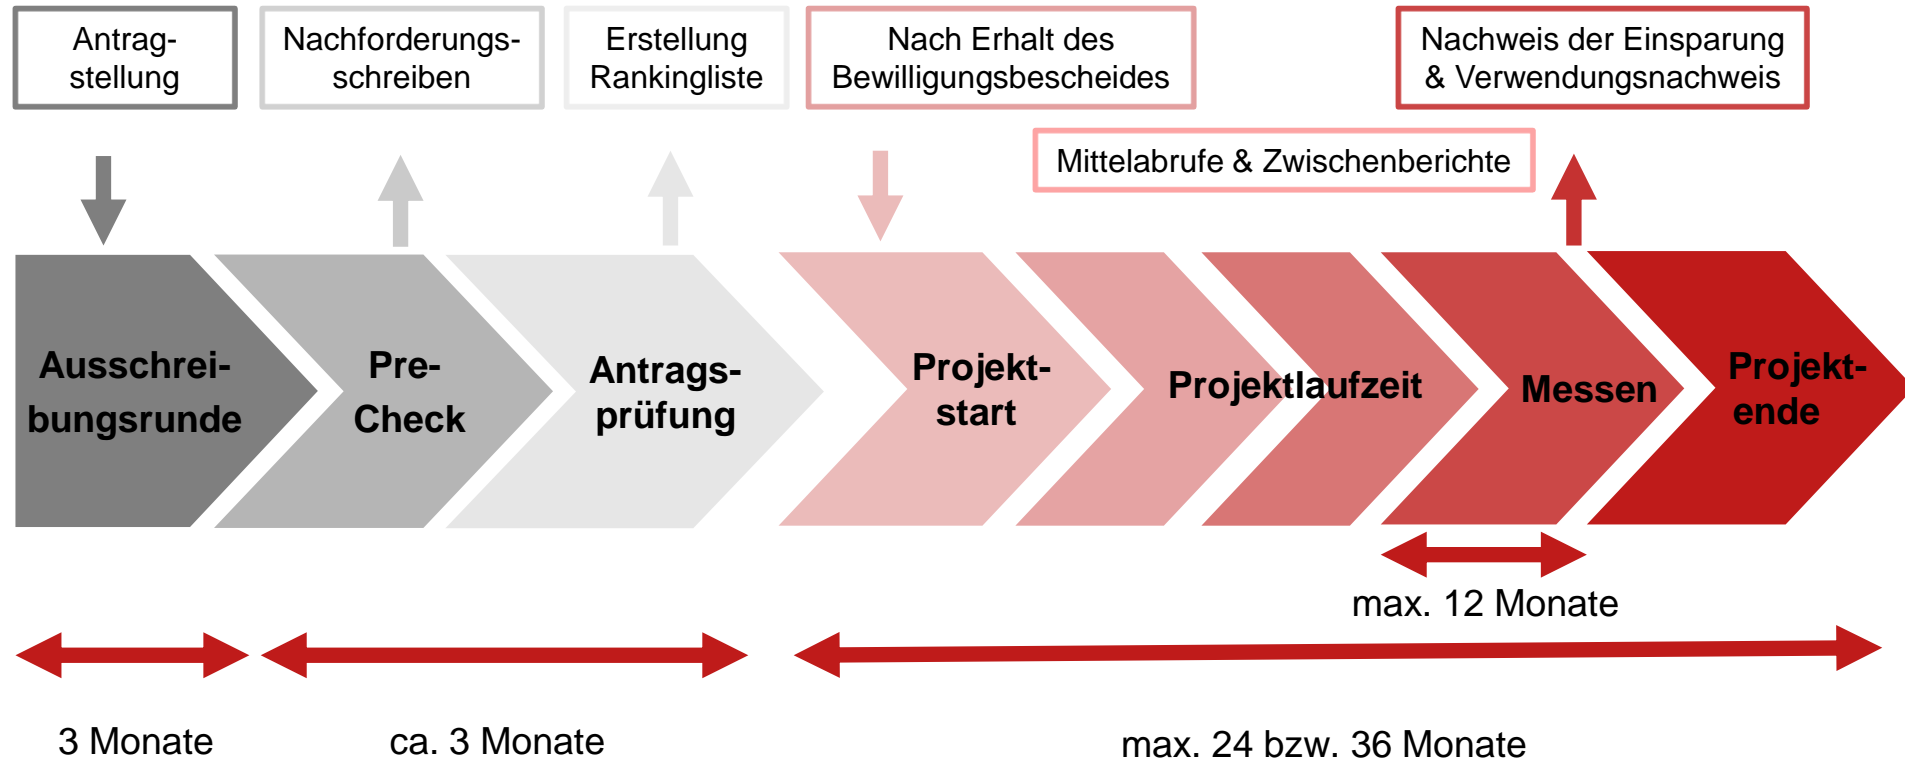 Antrag-
stellung
Nachforderungs-
schreiben
Erstellung
Rankingliste
Nach Erhalt des
Bewilligungsbescheides
Nachweis der Einsparung
& Verwendungsnachweis
Mittelabrufe & Zwischenberichte
Ausschrei-
bungsrunde
Pre-
Check
Antrags-
prüfung
Projekt-
start
Projektlaufzeit
Messen
Projekt-
ende
max. 12 Monate
3 Monate
ca. 3 Monate
max. 24 bzw. 36 Monate